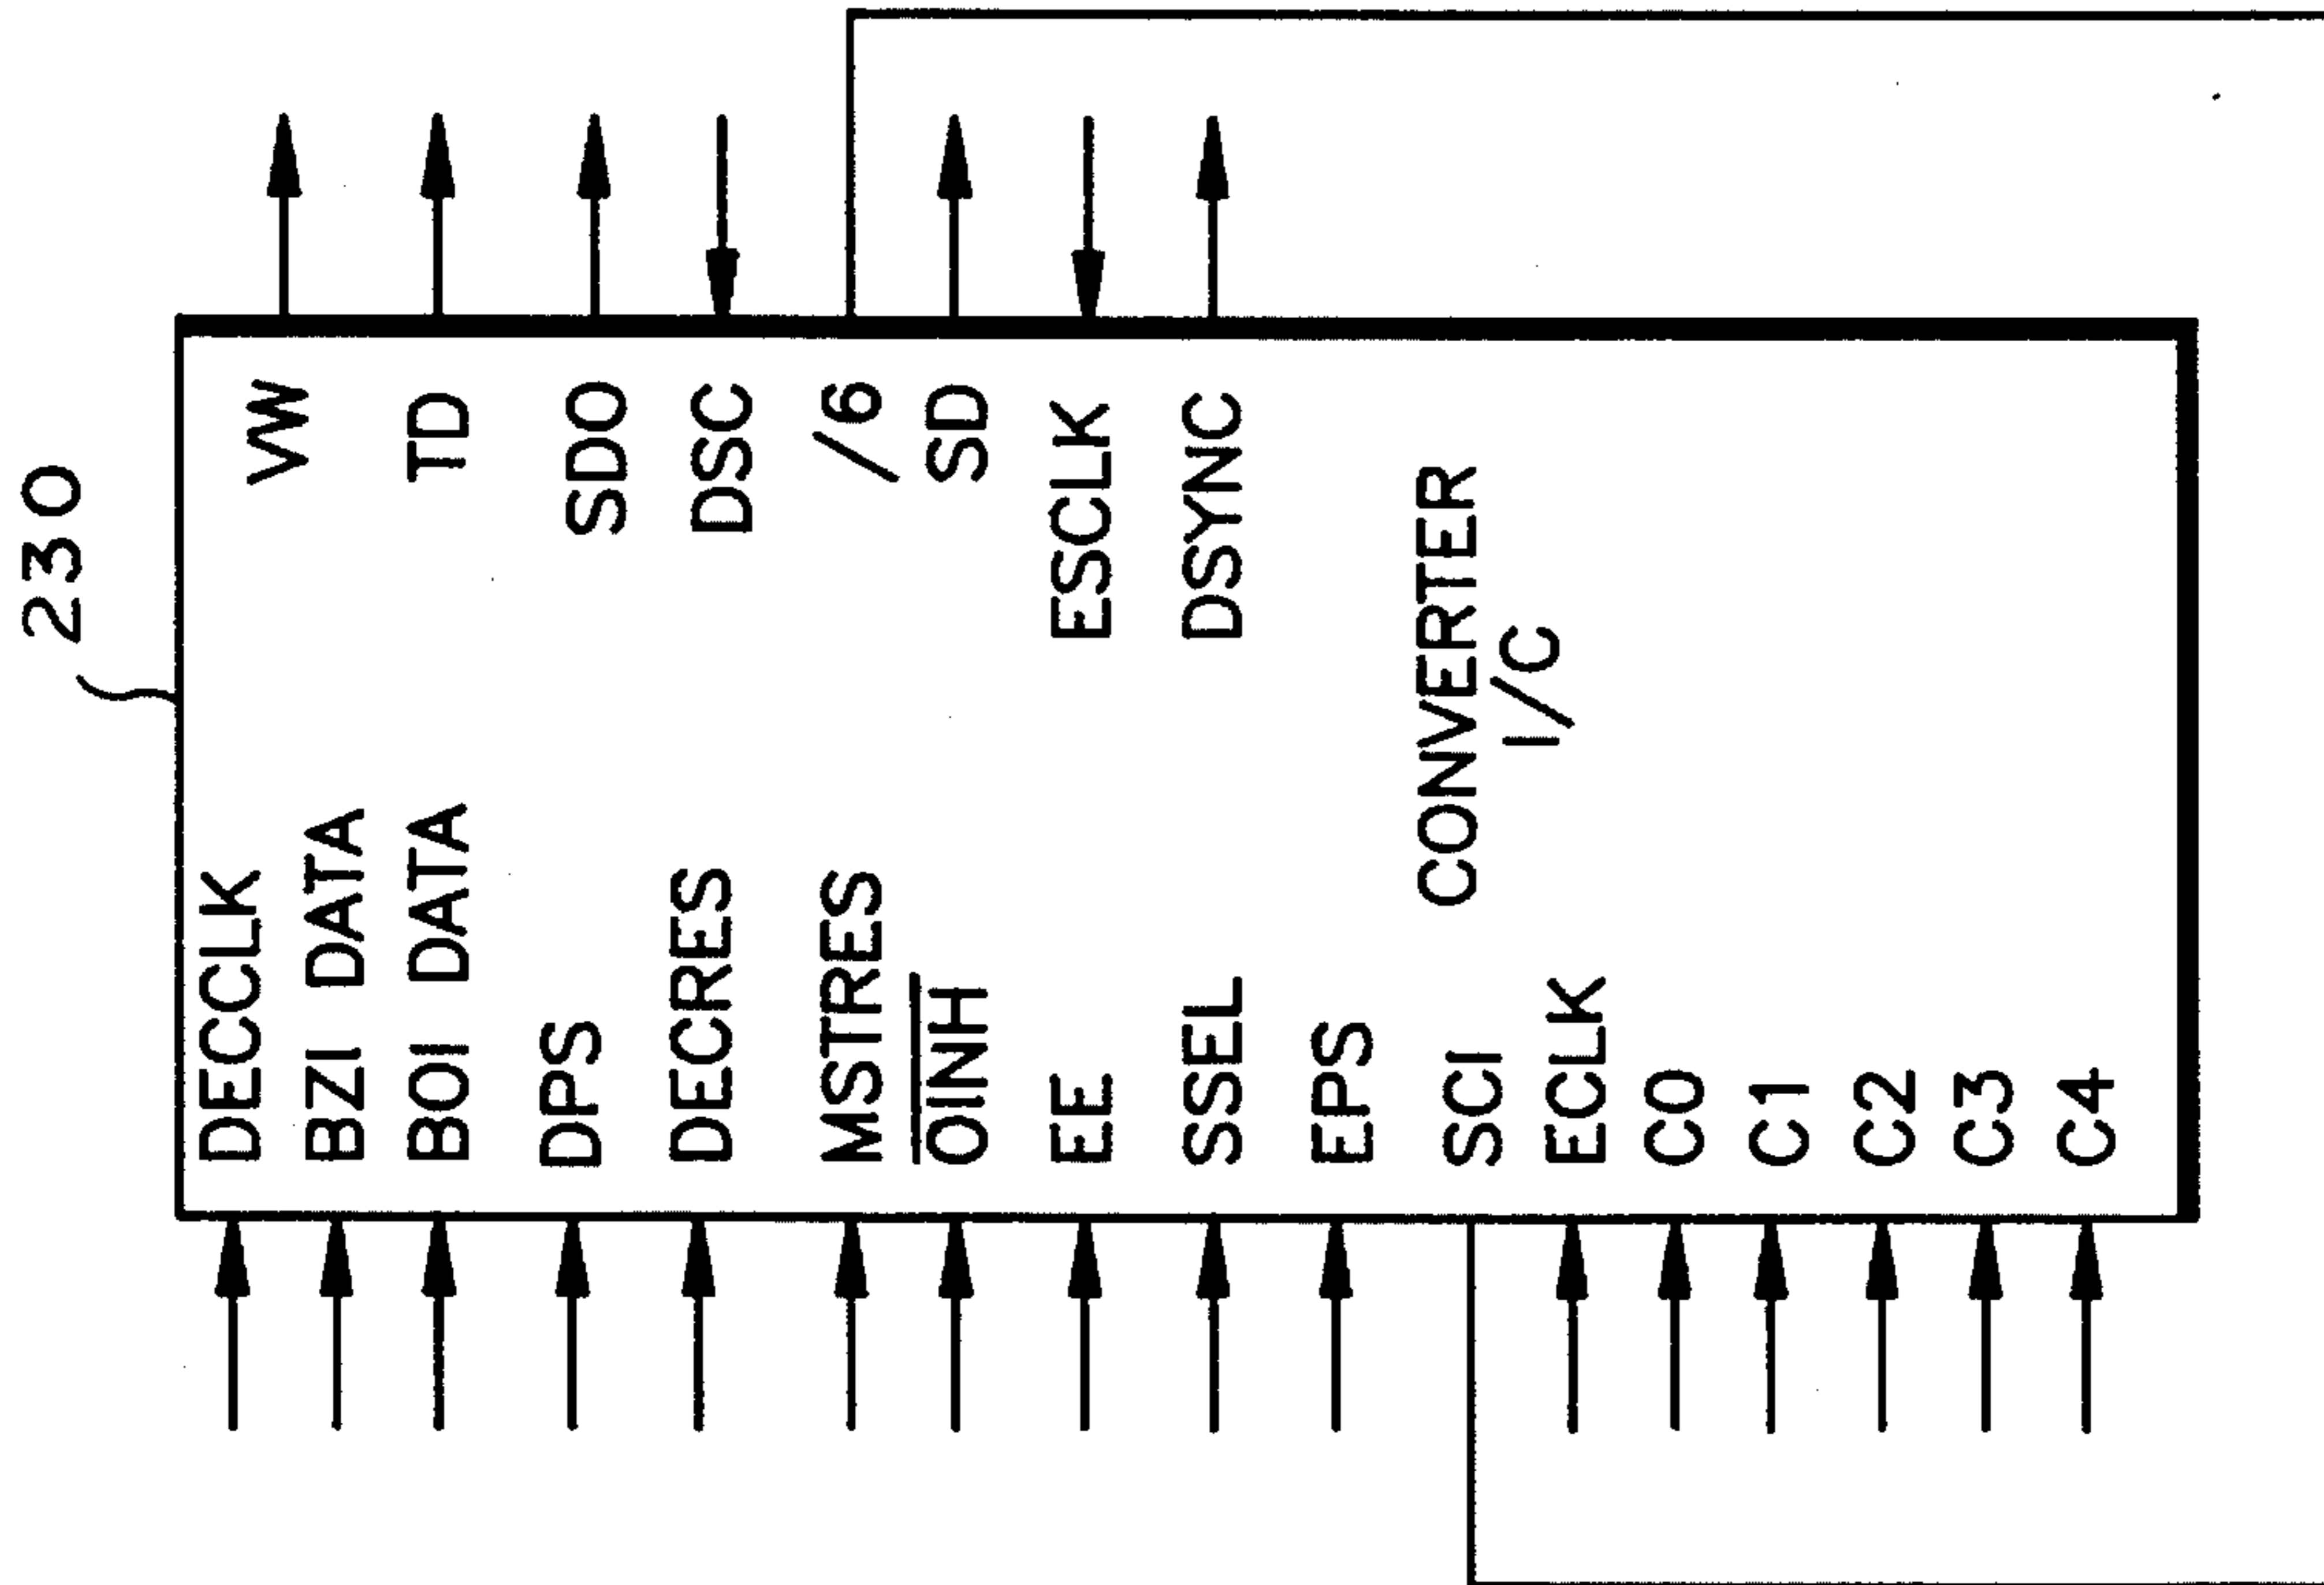 230
DECCLK
BZI DATA
BOI DATA
DPS
DECRES
MSTRES
OINH
EE
SSEL
EPS
SCI
ECLK
C0
C1
C2
C3
C4
VW
TD
SDO
DSC
/6
SD
ESCLK
DSYNC
CONVERTER
I/C